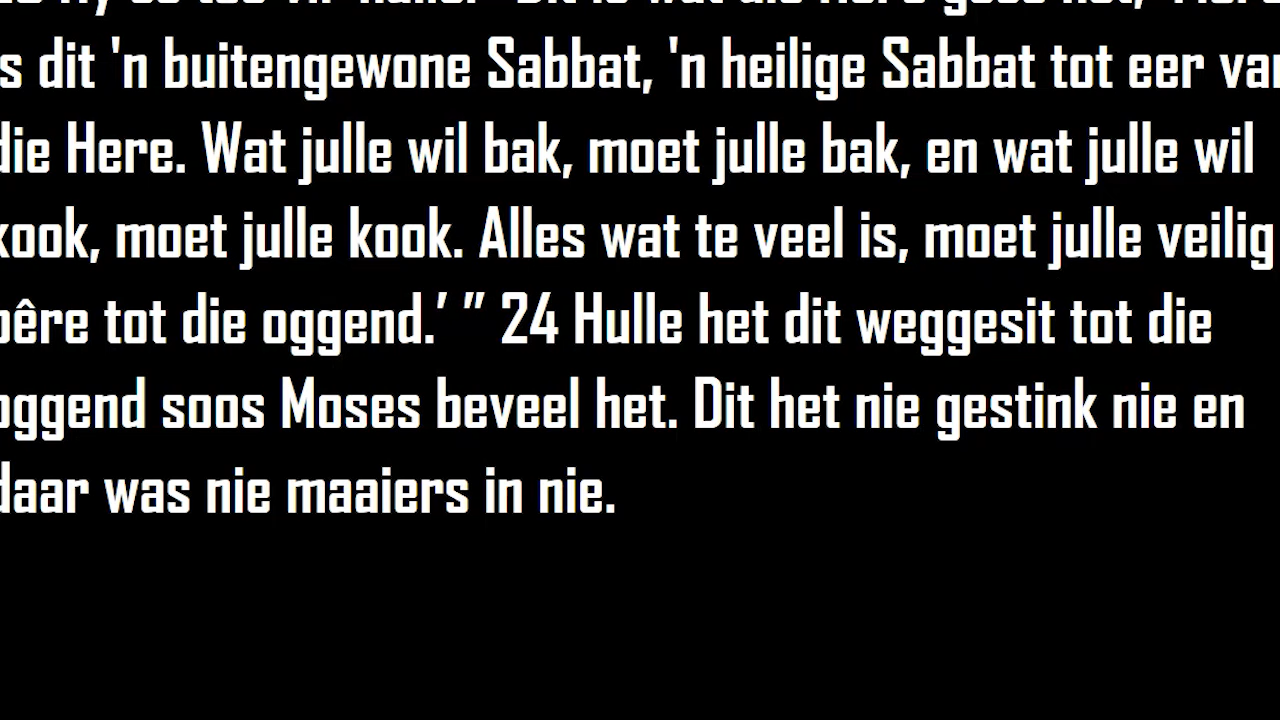 is dit 'n buitengewone Sabbat, 'n heilige Sabbat tot eer van
die Here. Wat julle wil bak, moet julle bak, en wat julle wil
kook, moet julle kook. Alles wat te veel is, moet julle veilig
bêre tot die oggend.’ ” 24 Hulle het dit weggesit tot die
oggend soos Moses beveel het. Dit het nie gestink nie en
daar was nie maaiers in nie.